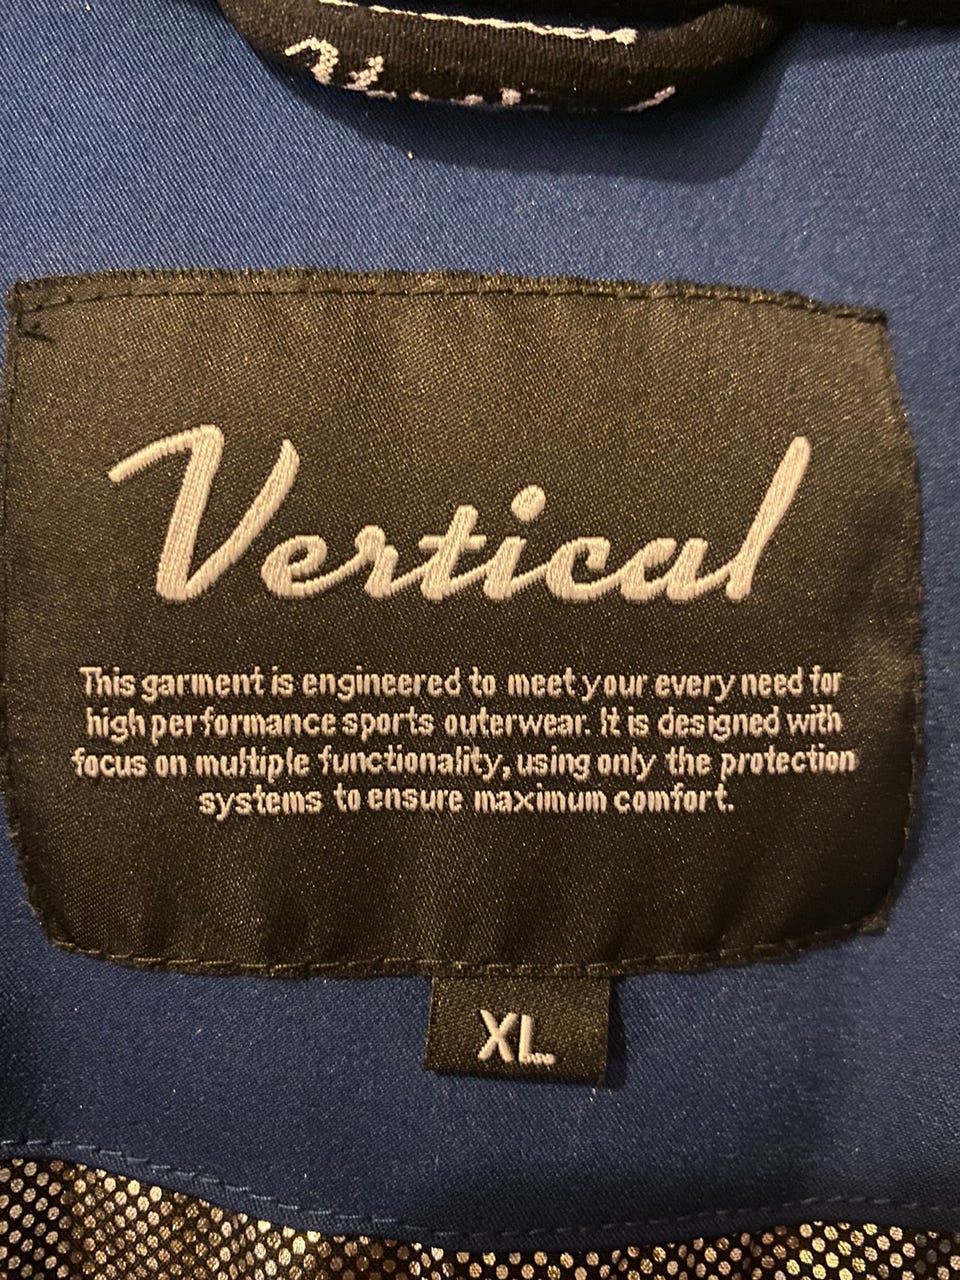 Vertical
This garment is engineered to meet your every need for
high performance sports outerwear. It is designed with
focus on multiple functionality, using only the protection
systems to ensure maximum comfort.
XL